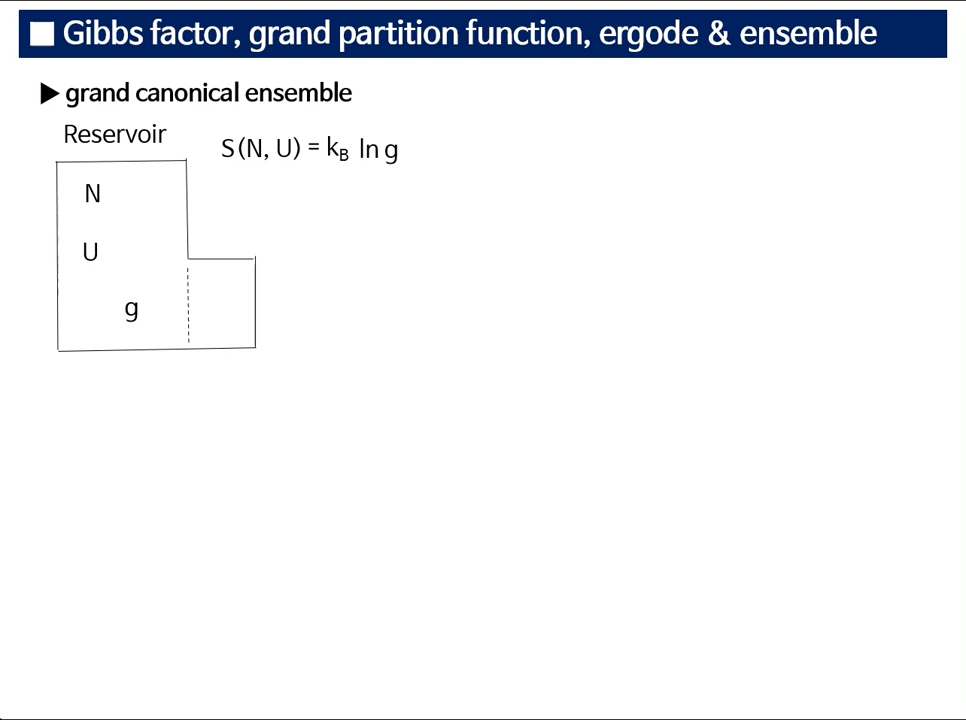 ■ Gibbs factor, grand partition function, ergode & ensemble
▶ grand canonical ensemble
Reservoir
S(N, U) = k_B ln g
N
U
g